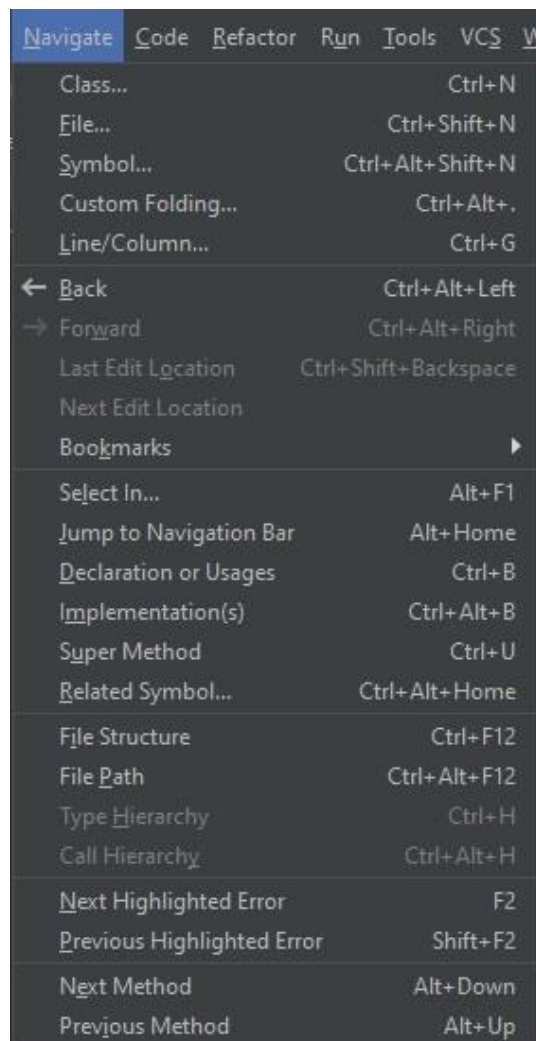 Navigate Code Refactor Run Tools VCS
Class... Ctrl+N
File... Ctrl+Shift+N
Symbol... Ctrl+Alt+Shift+N
Custom Folding... Ctrl+Alt+.
Line/Column... Ctrl+G
Back Ctrl+Alt+Left
Forward Ctrl+Alt+Right
Last Edit Location Ctrl+Shift+Backspace
Next Edit Location
Bookmarks
Select In... Alt+F1
Jump to Navigation Bar Alt+Home
Declaration or Usages Ctrl+B
Implementation(s) Ctrl+Alt+B
Super Method Ctrl+U
Related Symbol... Ctrl+Alt+Home
File Structure Ctrl+F12
File Path Ctrl+Alt+F12
Type Hierarchy Ctrl+H
Call Hierarchy Ctrl+Alt+H
Next Highlighted Error F2
Previous Highlighted Error Shift+F2
Next Method Alt+Down
Previous Method Alt+Up